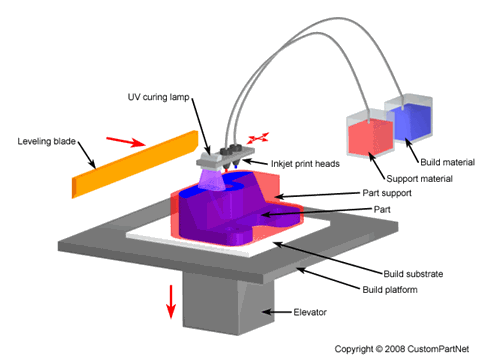 UV curing lamp
Leveling blade
Inkjet print heads
Build material
Support material
Part support
Part
Build substrate
Build platform
Elevator
Copyright © 2008 CustomPartNet